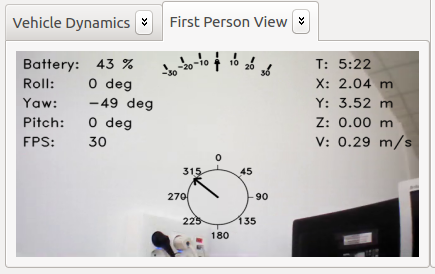 Vehicle Dynamics
First Person View
Battery: 43 %
Roll: 0 deg
Yaw: -49 deg
Pitch: 0 deg
FPS: 30
-30 -20 -10 0 10 20 30
T: 5:22
X: 2.04 m
Y: 3.52 m
Z: 0.00 m
V: 0.29 m/s
0
315 45
270 90
225 135
180